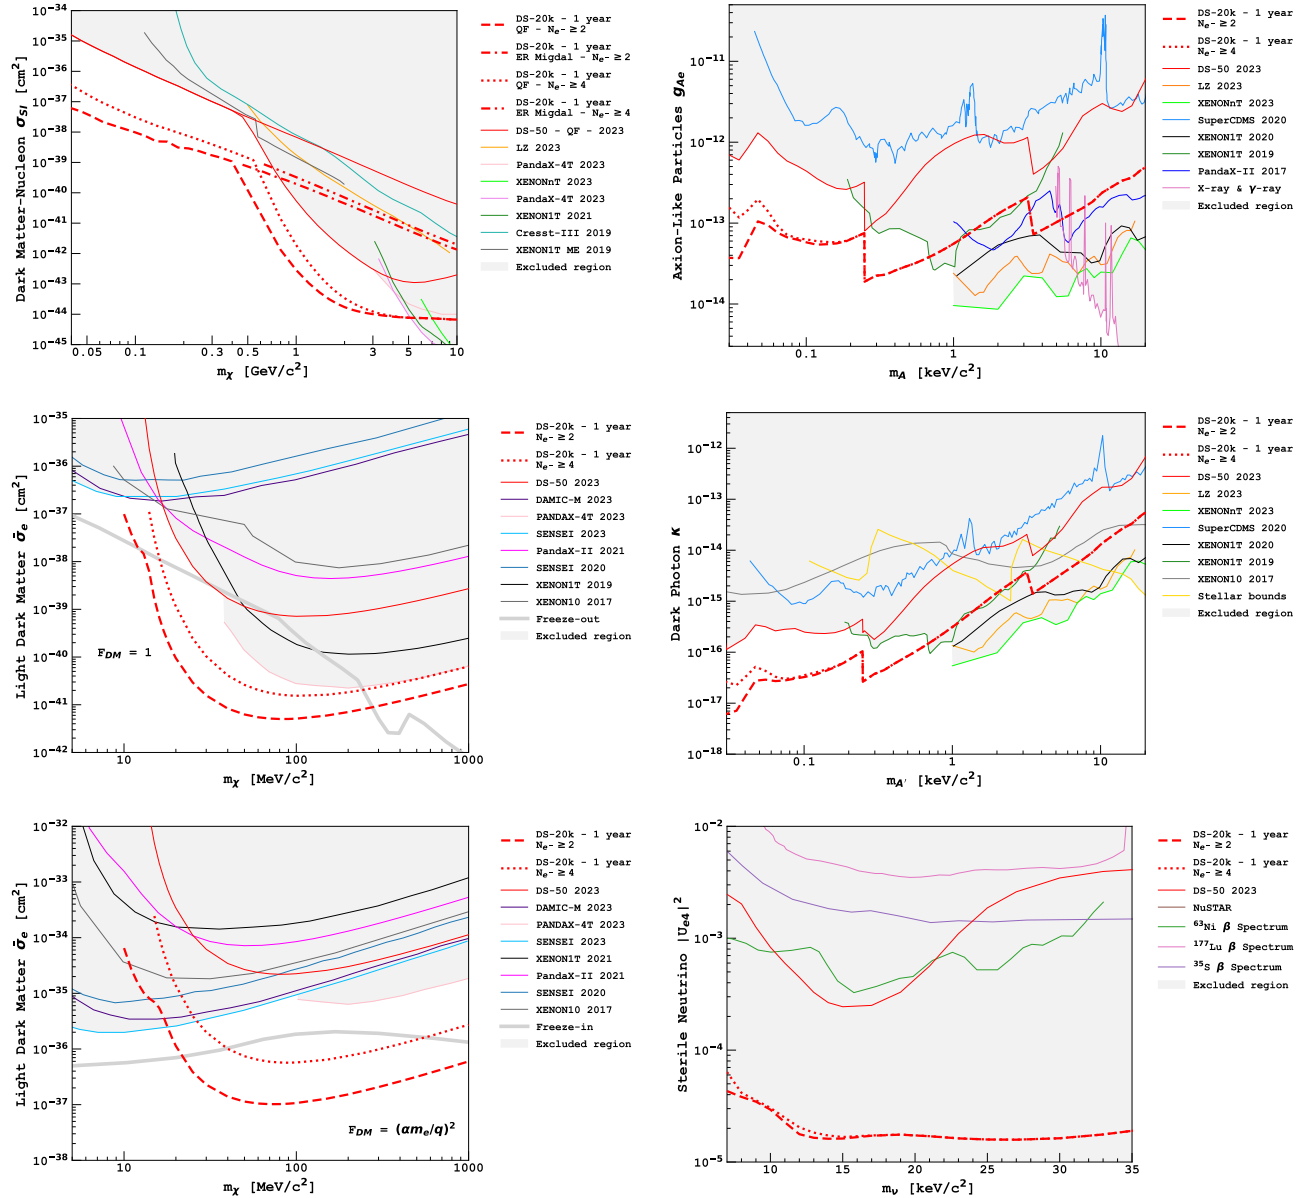 10⁻³⁴
10⁻³⁵
10⁻³⁶
10⁻³⁷
10⁻³⁸
10⁻³⁹
10⁻⁴⁰
10⁻⁴¹
10⁻⁴²
10⁻⁴³
10⁻⁴⁴
10⁻⁴⁵
Dark Matter-Nucleon σ_SI [cm²]
0.05 0.1 0.3 0.5 1 3 5 10
m_χ [GeV/c²]
DS-20k - 1 year
QF - N_e- ≥ 2
DS-20k - 1 year
ER Migdal - N_e- ≥ 2
DS-20k - 1 year
QF - N_e- ≥ 4
DS-20k - 1 year
ER Migdal - N_e- ≥ 4
DS-50 - QF - 2023
LZ 2023
PandaX-4T 2023
XENONnT 2023
PandaX-4T 2023
XENON1T 2021
Cresst-III 2019
XENON1T ME 2019
Excluded region
10⁻¹¹
10⁻¹²
10⁻¹³
10⁻¹⁴
Axion-Like Particles g_Ae
0.1 1 10
m_A [keV/c²]
DS-20k - 1 year
N_e- ≥ 2
DS-20k - 1 year
N_e- ≥ 4
DS-50 2023
LZ 2023
XENONnT 2023
SuperCDMS 2020
XENON1T 2020
XENON1T 2019
PandaX-II 2017
X-ray & γ-ray
Excluded region
10⁻³⁵
10⁻³⁶
10⁻³⁷
10⁻³⁸
10⁻³⁹
10⁻⁴⁰
10⁻⁴¹
10⁻⁴²
Light Dark Matter σ̄_e [cm²]
F_DM = 1
10 100 1000
m_χ [MeV/c²]
DS-20k - 1 year
N_e- ≥ 2
DS-20k - 1 year
N_e- ≥ 4
DS-50 2023
DAMIC-M 2023
PANDAX-4T 2023
SENSEI 2023
PandaX-II 2021
SENSEI 2020
XENON1T 2019
XENON10 2017
Freeze-out
Excluded region
10⁻¹²
10⁻¹³
10⁻¹⁴
10⁻¹⁵
10⁻¹⁶
10⁻¹⁷
10⁻¹⁸
Dark Photon κ
0.1 1 10
m_A' [keV/c²]
DS-20k - 1 year
N_e- ≥ 2
DS-20k - 1 year
N_e- ≥ 4
DS-50 2023
LZ 2023
XENONnT 2023
SuperCDMS 2020
XENON1T 2020
XENON1T 2019
XENON10 2017
Stellar bounds
Excluded region
10⁻³²
10⁻³³
10⁻³⁴
10⁻³⁵
10⁻³⁶
10⁻³⁷
10⁻³⁸
Light Dark Matter σ̄_e [cm²]
F_DM = (αm_e/q)²
10 100 1000
m_χ [MeV/c²]
DS-20k - 1 year
N_e- ≥ 2
DS-20k - 1 year
N_e- ≥ 4
DS-50 2023
DAMIC-M 2023
PANDAX-4T 2023
SENSEI 2023
XENON1T 2021
PandaX-II 2021
SENSEI 2020
XENON10 2017
Freeze-in
Excluded region
10⁻²
10⁻³
10⁻⁴
10⁻⁵
Sterile Neutrino |U_e4|²
10 15 20 25 30 35
m_ν [keV/c²]
DS-20k - 1 year
N_e- ≥ 2
DS-20k - 1 year
N_e- ≥ 4
DS-50 2023
NuSTAR
⁶³Ni β Spectrum
¹⁷⁷Lu β Spectrum
³⁵S β Spectrum
Excluded region